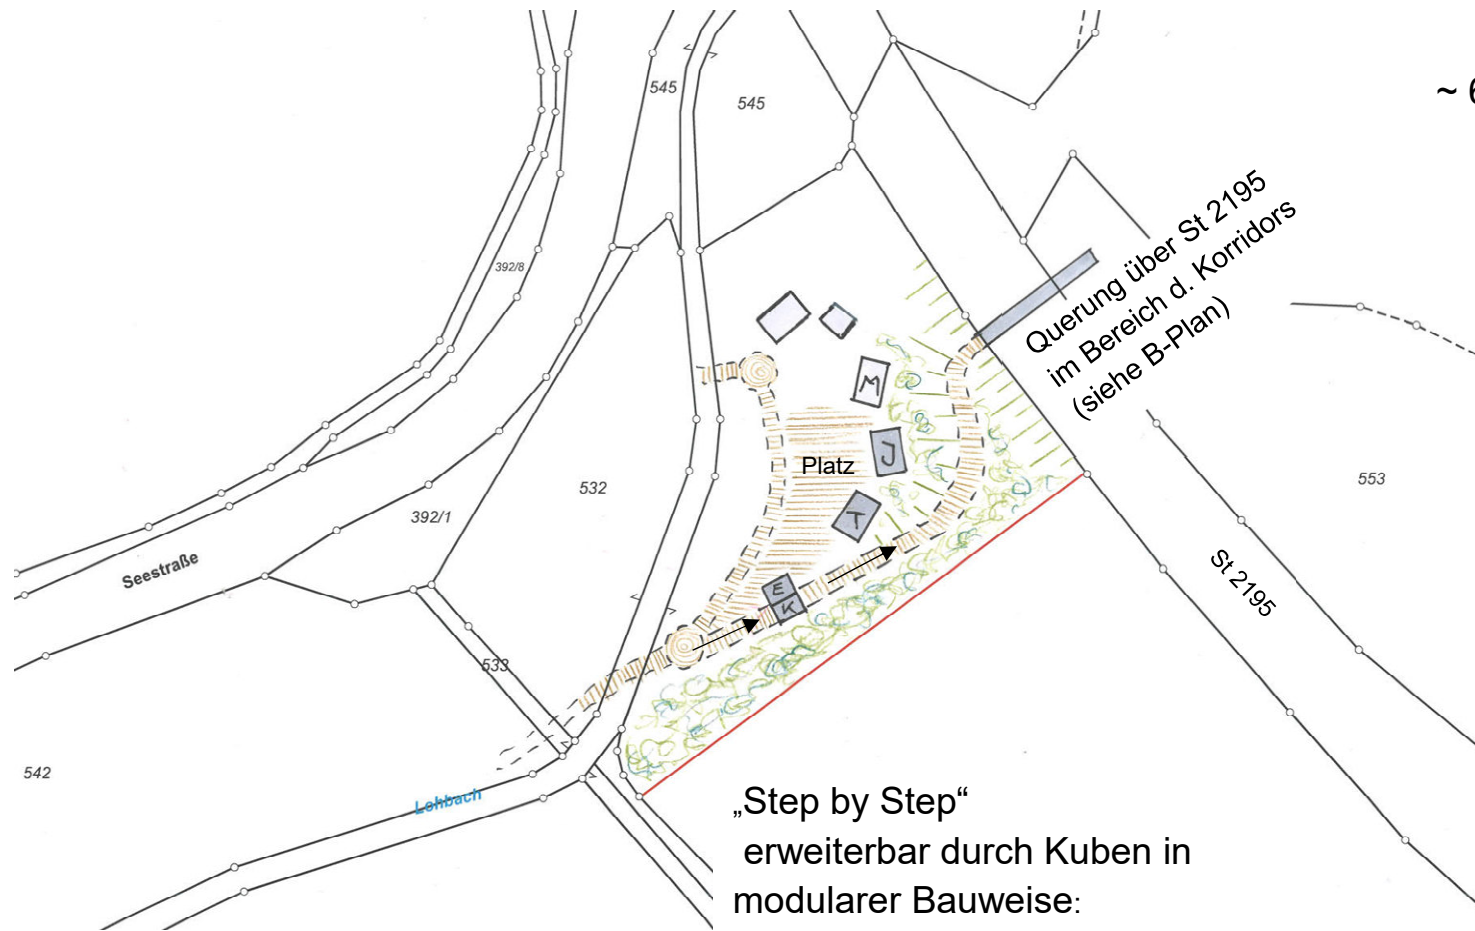 545
545
~ 6
392/8
Querung über St 2195
im Bereich d. Korridors
(siehe B-Plan)
M
J
Platz
T
532
553
392/1
Seestraße
St 2195
E
K
533
542
Lohbach
„Step by Step“
erweiterbar durch Kuben in
modularer Bauweise: